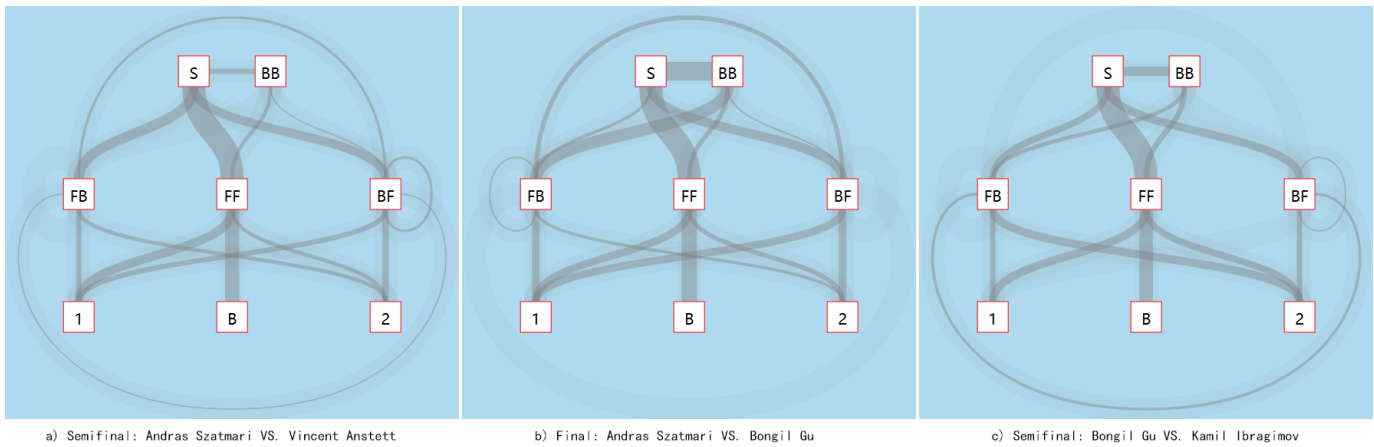 S BB
FB FF BF
1 B 2
a) Semifinal: Andras Szatmari VS. Vincent Anstett
S BB
FB FF BF
1 B 2
b) Final: Andras Szatmari VS. Bongil Gu
S BB
FB FF BF
1 B 2
c) Semifinal: Bongil Gu VS. Kamil Ibragimov